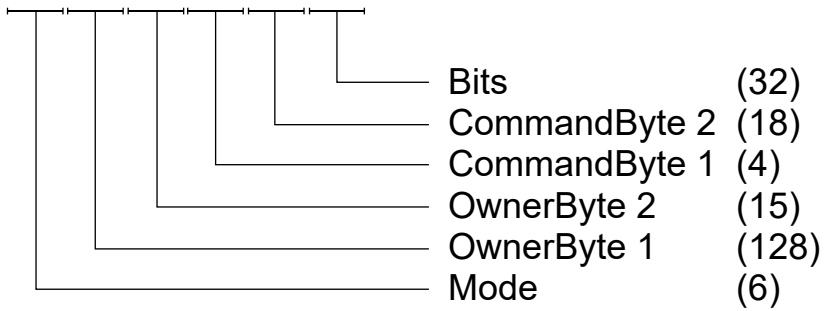 Bits (32)
CommandByte 2 (18)
CommandByte 1 (4)
OwnerByte 2 (15)
OwnerByte 1 (128)
Mode (6)